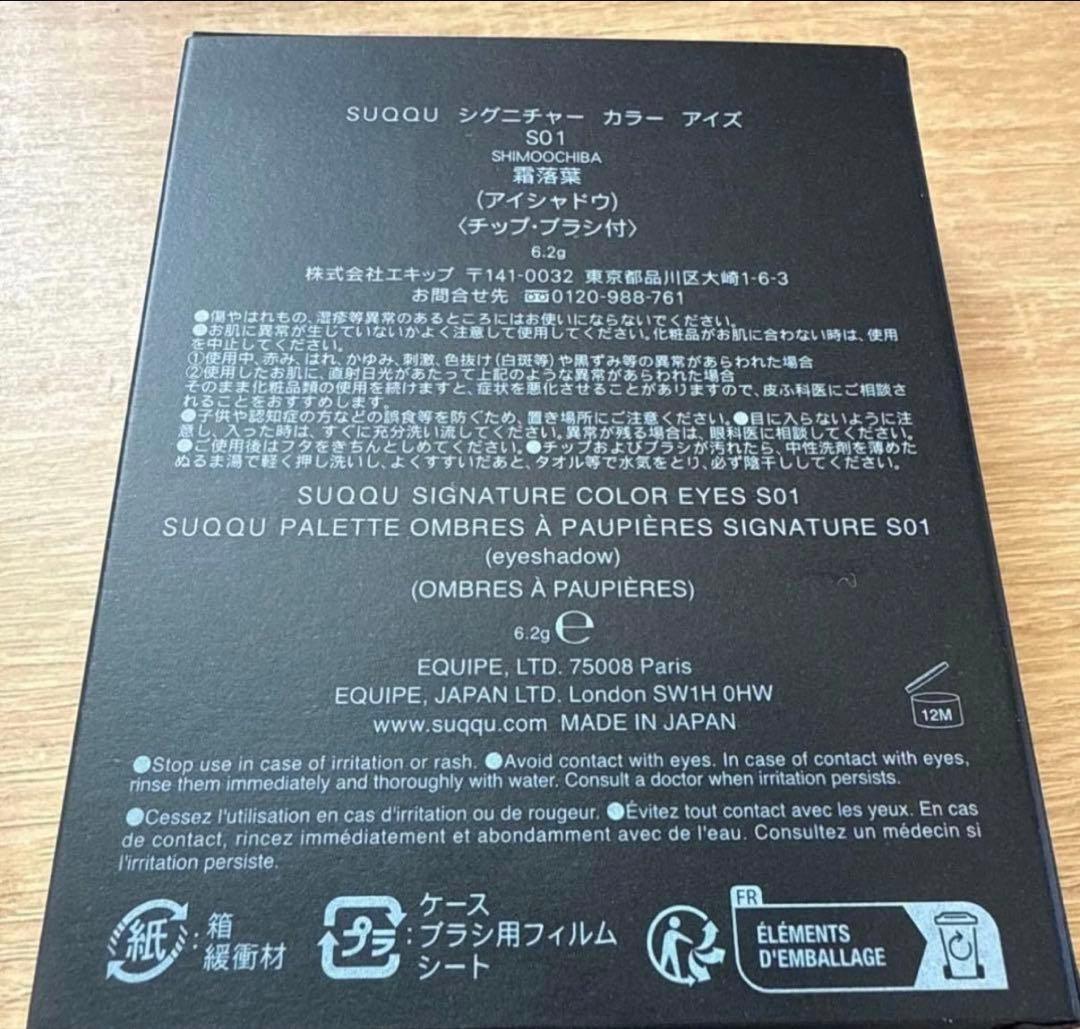 SUQQU シグニチャー カラー アイズ
S01
SHIMOOCHIBA
霜落葉
(アイシャドウ)
〈チップ・ブラシ付〉
6.2g
株式会社エキップ 〒141-0032 東京都品川区大崎1-6-3
お問合せ先 0120-988-761
●傷やはれもの、湿疹等異常のあるところにはお使いにならないでください。
●お肌に異常が生じていないかよく注意して使用してください。化粧品がお肌に合わない時は、使用
を中止してください。
①使用中、赤み、はれ、かゆみ、刺激、色抜け(白斑等)や黒ずみ等の異常があらわれた場合
②使用したお肌に、直射日光があたって上記のような異常があらわれた場合
そのまま化粧品類の使用を続けますと、症状を悪化させることがありますので、皮ふ科医にご相談さ
れることをおすすめします。
●子供や認知症の方などの誤食等を防ぐため、置き場所にご注意ください。●目に入らないように注
意し、入った時は、すぐに充分洗い流してください。異常が残る場合は、眼科医に相談してください。
●ご使用後はフタをきちんとしめてください。●チップおよびブラシが汚れたら、中性洗剤を薄めた
ぬるま湯で軽く押し洗いし、よくすすいだあと、タオル等で水気をとり、必ず陰干ししてください。
SUQQU SIGNATURE COLOR EYES S01
SUQQU PALETTE OMBRES À PAUPIÈRES SIGNATURE S01
(eyeshadow)
(OMBRES À PAUPIÈRES)
6.2g ℮
EQUIPE, LTD. 75008 Paris
EQUIPE, JAPAN LTD. London SW1H 0HW
www.suqqu.com MADE IN JAPAN
12M
●Stop use in case of irritation or rash. ●Avoid contact with eyes. In case of contact with eyes,
rinse them immediately and thoroughly with water. Consult a doctor when irritation persists.
●Cessez l'utilisation en cas d'irritation ou de rougeur. ●Évitez tout contact avec les yeux. En cas
de contact, rincez immédiatement et abondamment avec de l'eau. Consultez un médecin si
l'irritation persiste.
紙:箱
緩衝材
プラ:ケース
ブラシ用フィルム
シート
FR
ÉLÉMENTS
D'EMBALLAGE